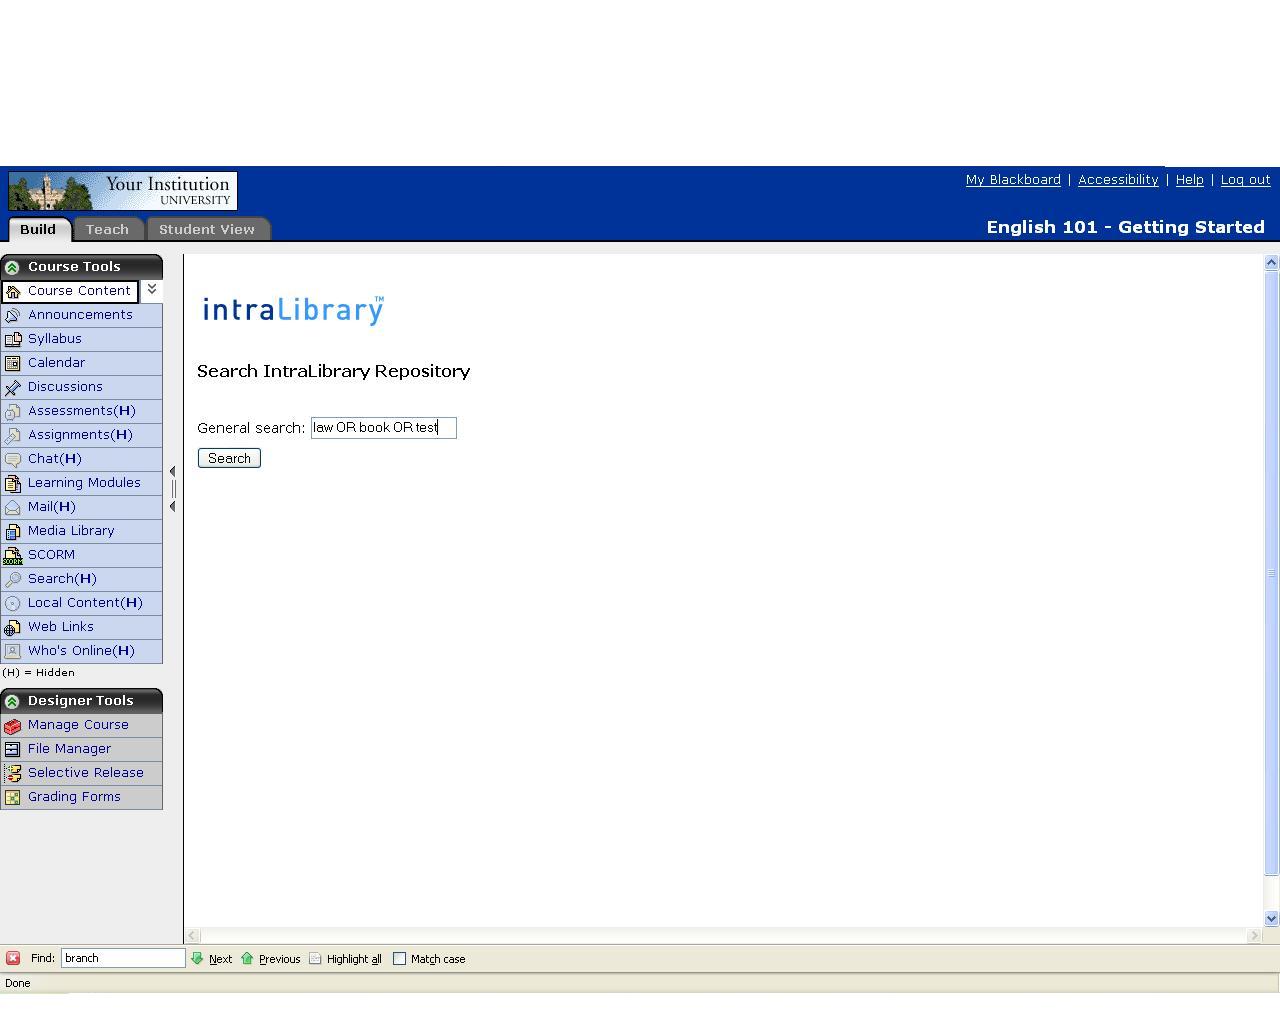 Your Institution
UNIVERSITY
My Blackboard | Accessibility | Help | Log out
Build Teach Student View
English 101 - Getting Started
Course Tools
Course Content
Announcements
Syllabus
Calendar
Discussions
Assessments(H)
Assignments(H)
Chat(H)
Learning Modules
Mail(H)
Media Library
SCORM
Search(H)
Local Content(H)
Web Links
Who's Online(H)
(H) = Hidden
Designer Tools
Manage Course
File Manager
Selective Release
Grading Forms
intraLibrary™
Search IntraLibrary Repository
General search: law OR book OR test
Search
Find: branch Next Previous Highlight all Match case
Done